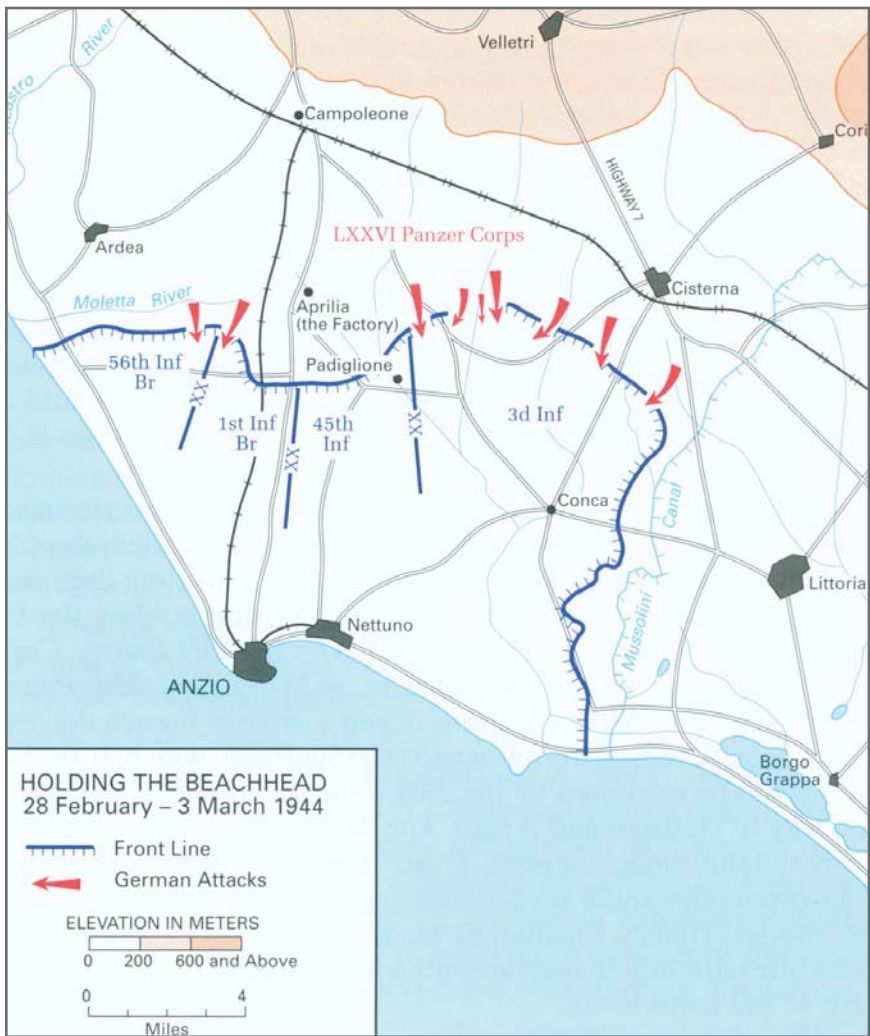 River
ncastro
Velletri
Campoleone
Cori
HIGHWAY 7
Ardea
LXXVI Panzer Corps
Cisterna
Moletta River
Aprilia
(the Factory)
56th Inf
Br
Padiglione
XX
1st Inf
Br
45th
Inf
XX
XX
3d Inf
Conca
Canal
Mussolini
Littoria
Nettuno
ANZIO
Borgo
Grappa
HOLDING THE BEACHHEAD
28 February – 3 March 1944
Front Line
German Attacks
ELEVATION IN METERS
0 200 600 and Above
0 4
Miles